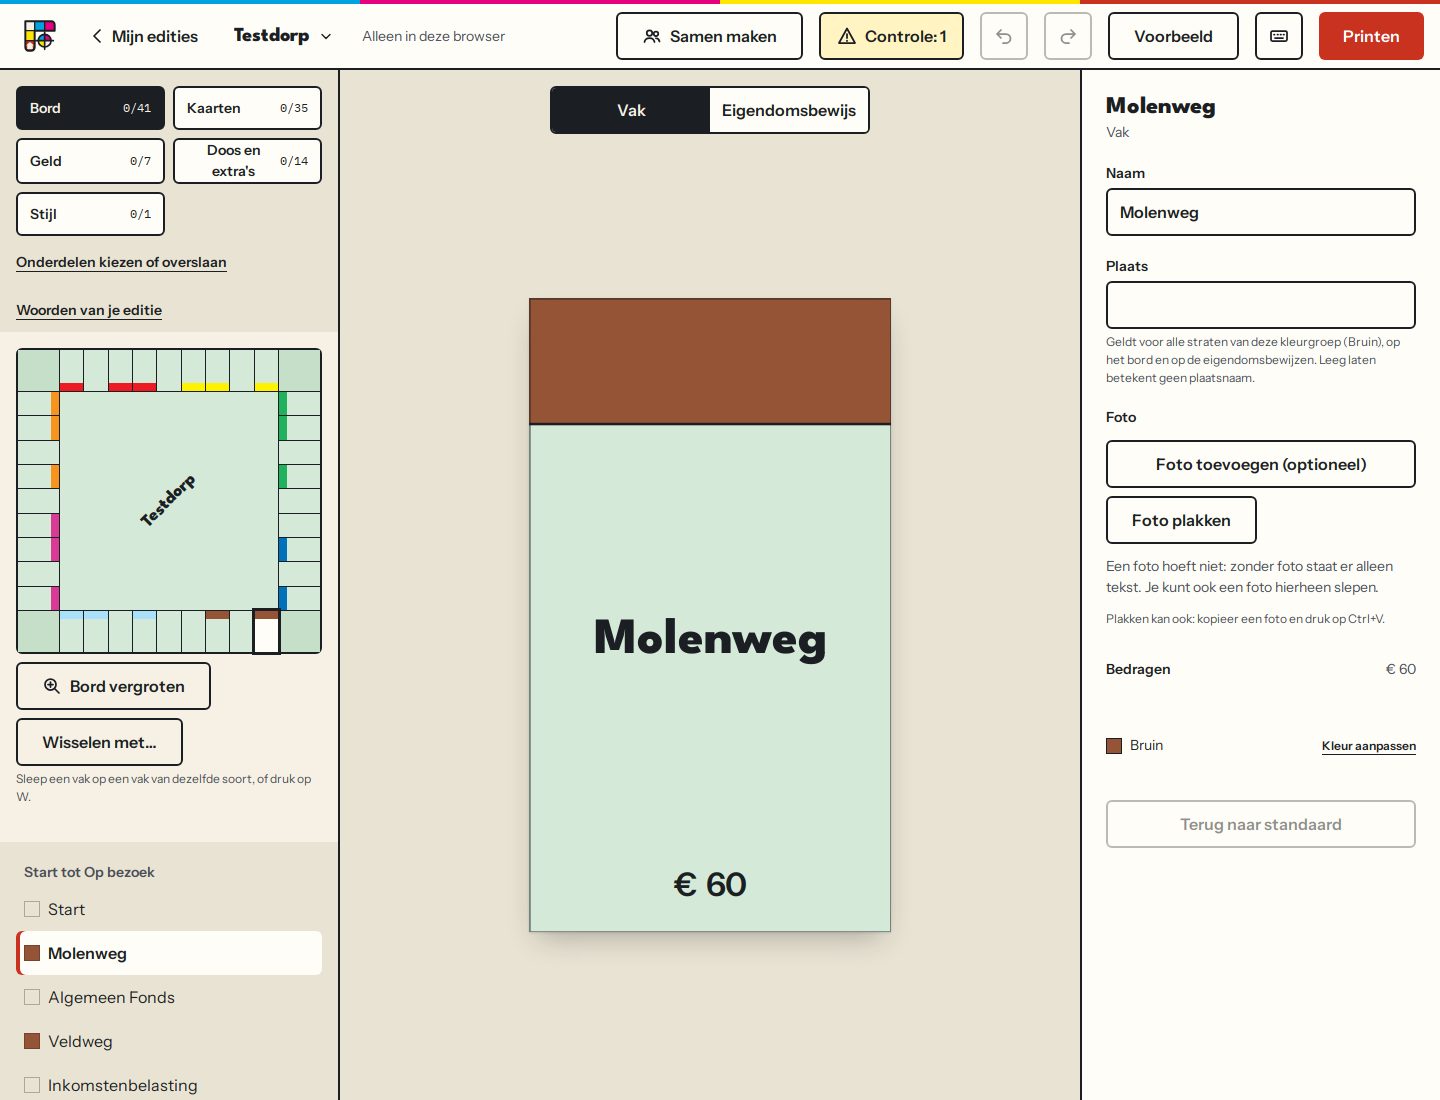 Mijn edities
Testdorp
Alleen in deze browser
Samen maken
Controle: 1
Voorbeeld
Printen
Bord 0/41
Kaarten 0/35
Geld 0/7
Doos en
extra's 0/14
Stijl 0/1
Onderdelen kiezen of overslaan
Woorden van je editie
Testdorp
Bord vergroten
Wisselen met...
Sleep een vak op een vak van dezelfde soort, of druk op
W.
Start tot Op bezoek
Start
Molenweg
Algemeen Fonds
Veldweg
Inkomstenbelasting
Vak
Eigendomsbewijs
Molenweg
€ 60
Molenweg
Vak
Naam
Molenweg
Plaats
Geldt voor alle straten van deze kleurgroep (Bruin), op
het bord en op de eigendomsbewijzen. Leeg laten
betekent geen plaatsnaam.
Foto
Foto toevoegen (optioneel)
Foto plakken
Een foto hoeft niet: zonder foto staat er alleen
tekst. Je kunt ook een foto hierheen slepen.
Plakken kan ook: kopieer een foto en druk op Ctrl+V.
Bedragen € 60
Bruin
Kleur aanpassen
Terug naar standaard